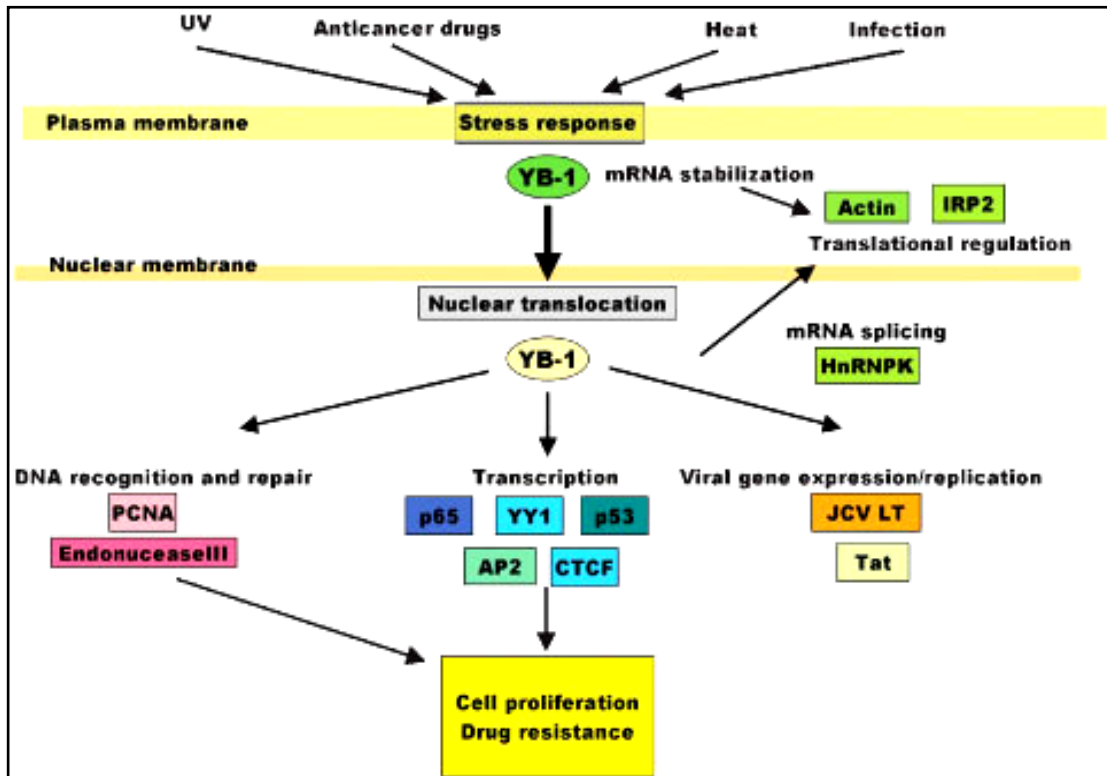 UV
Anticancer drugs
Heat
Infection
Plasma membrane
Stress response
YB-1
mRNA stabilization
Actin
IRP2
Translational regulation
Nuclear membrane
Nuclear translocation
mRNA splicing
YB-1
HnRNPK
DNA recognition and repair
Transcription
Viral gene expression/replication
PCNA
p65
YY1
p53
JCV LT
EndonuceaseIII
AP2
CTCF
Tat
Cell proliferation
Drug resistance